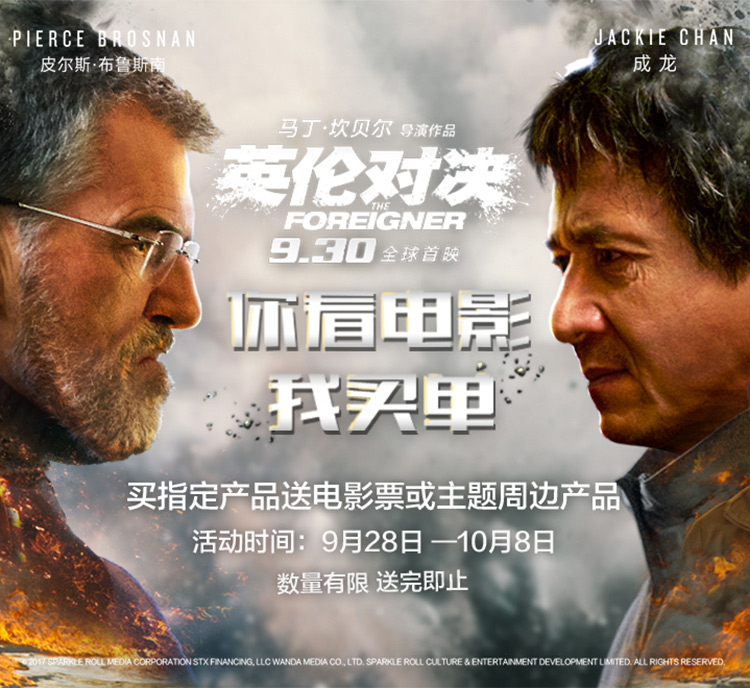 PIERCE BROSNAN
皮尔斯·布鲁斯南
JACKIE CHAN
成龙
马丁·坎贝尔 导演作品
英伦对决
THE
FOREIGNER
9.30 全球首映
你看电影
我买单
买指定产品送电影票或主题周边产品
活动时间：9月28日 —10月8日
数量有限 送完即止
©2017 SPARKLE ROLL MEDIA CORPORATION STX FINANCING, LLC WANDA MEDIA CO., LTD. SPARKLE ROLL CULTURE & ENTERTAINMENT DEVELOPMENT LIMITED. ALL RIGHTS RESERVED.